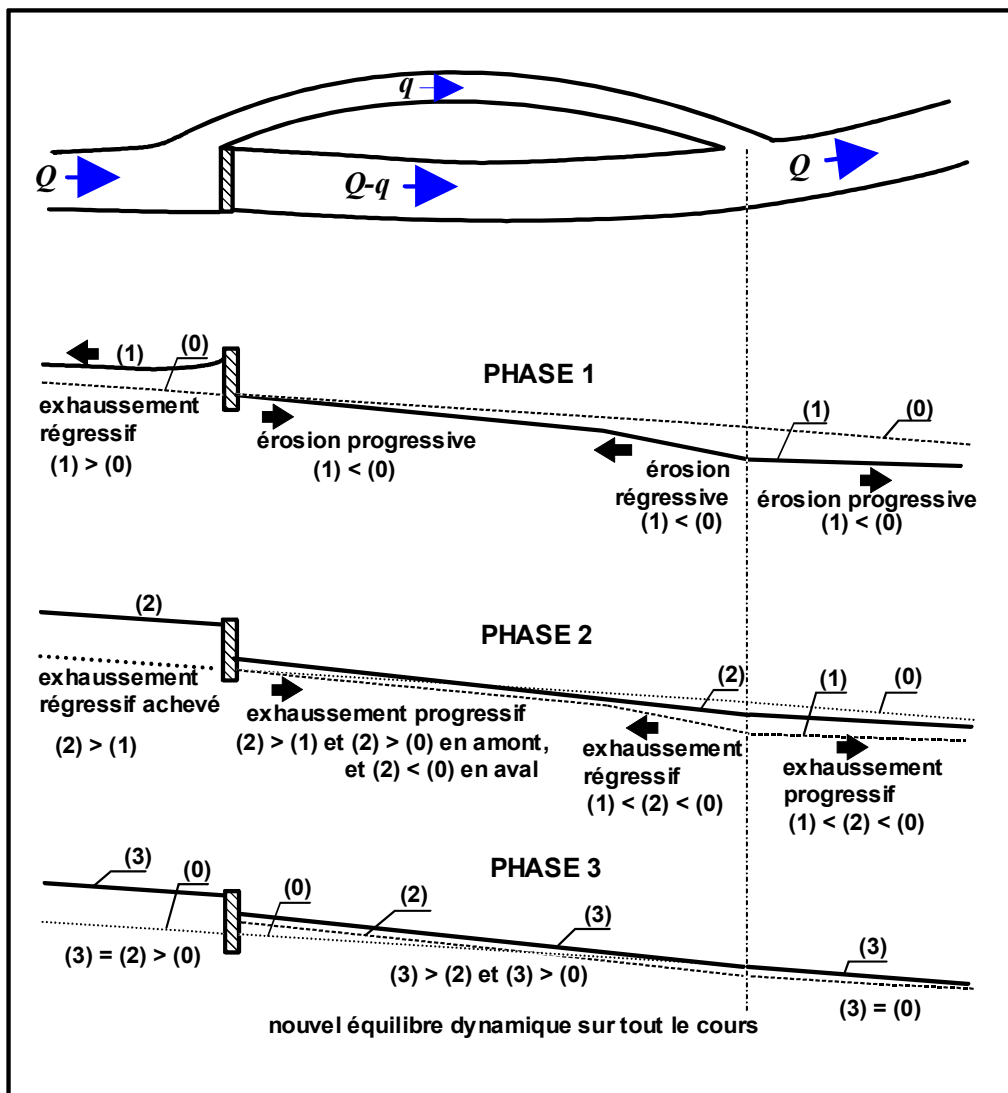 q
Q
Q-q
Q
(1)
(0)
PHASE 1
(1)
(0)
exhaussement
régressif
(1) > (0)
érosion progressive
(1) < (0)
érosion
régressive
(1) < (0)
érosion progressive
(1) < (0)
(2)
PHASE 2
(2)
(1)
(0)
exhaussement
régressif achevé
(2) > (1)
exhaussement progressif
(2) > (1) et (2) > (0) en amont,
et (2) < (0) en aval
exhaussement
régressif
(1) < (2) < (0)
exhaussement
progressif
(1) < (2) < (0)
PHASE 3
(3)
(0)
(0)
(2)
(3)
(3)
(3) = (2) > (0)
(3) > (2) et (3) > (0)
(3) = (0)
nouvel équilibre dynamique sur tout le cours